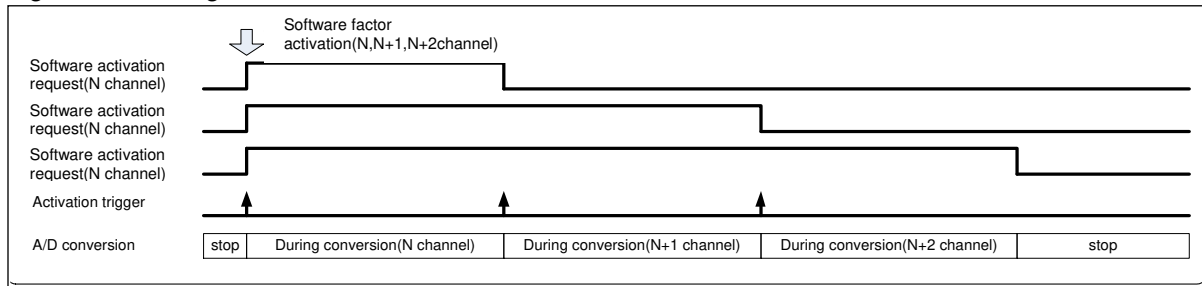 Software factor
activation(N,N+1,N+2channel)
Software activation
request(N channel)
Software activation
request(N channel)
Software activation
request(N channel)
Activation trigger
A/D conversion
stop
During conversion(N channel)
During conversion(N+1 channel)
During conversion(N+2 channel)
stop